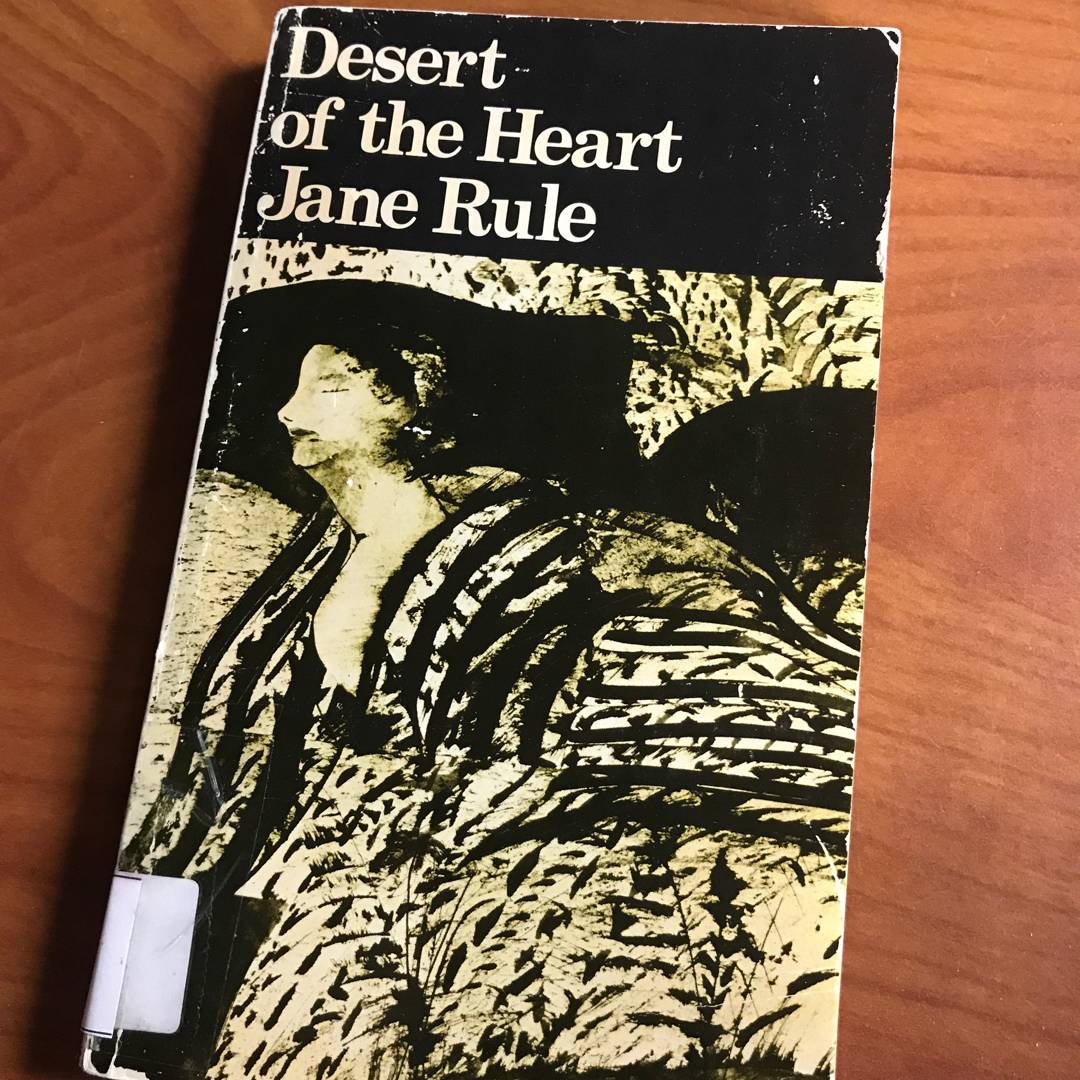 Desert
of the Heart
Jane Rule